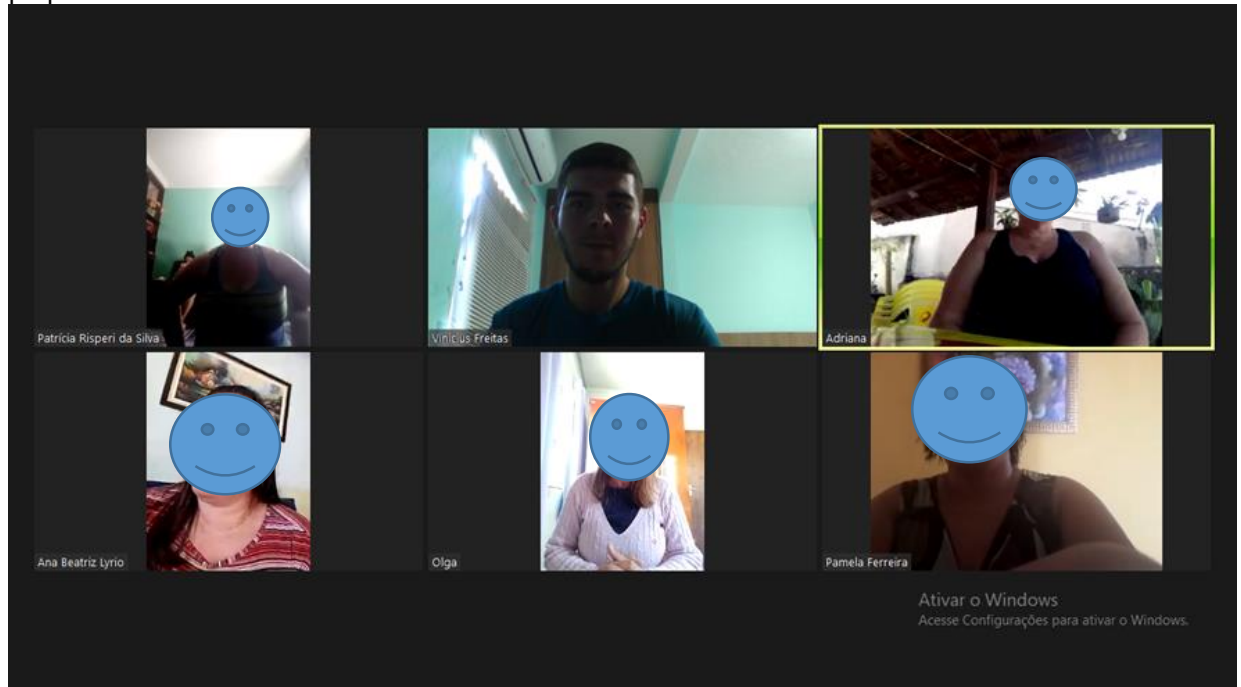 Patrícia Risperi da Silva
Vinicius Freitas
Adriana
Ana Beatriz Lyrio
Olga
Pamela Ferreira
Ativar o Windows
Acesse Configurações para ativar o Windows.